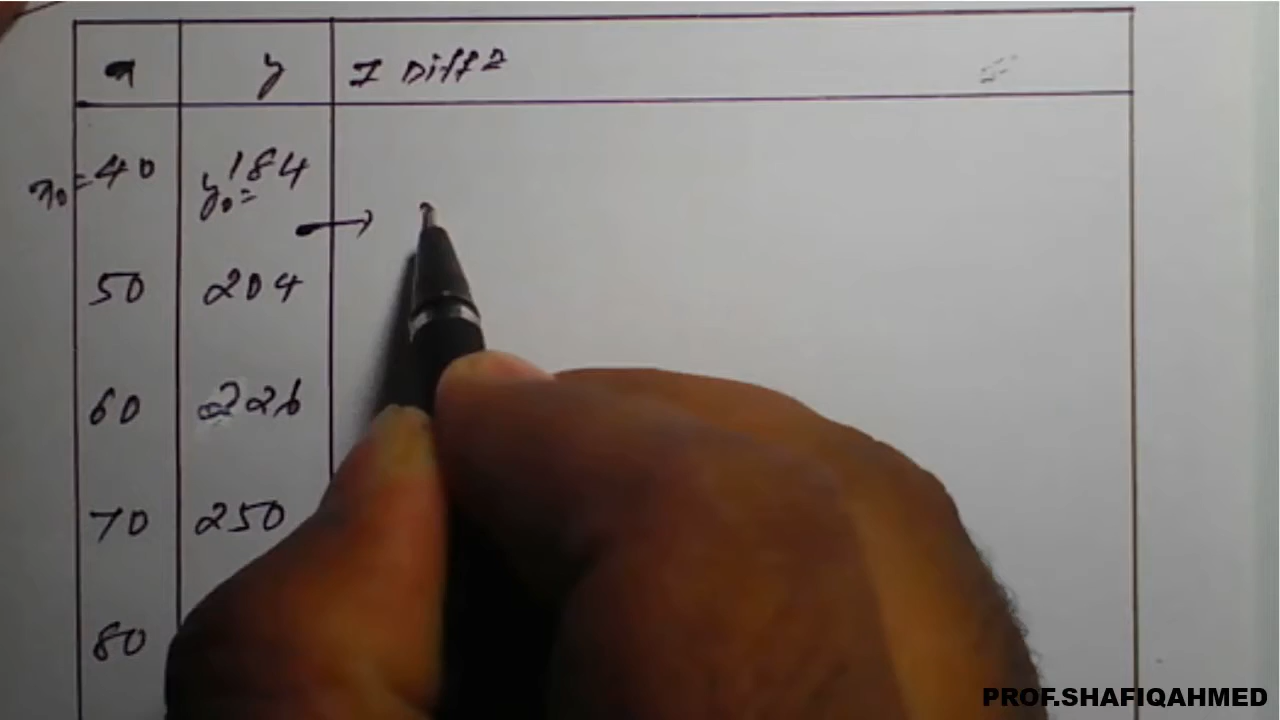 x y I Diff
x₀=40 y₀=184
50 204
60 226
70 250
80
PROF.SHAFIQAHMED